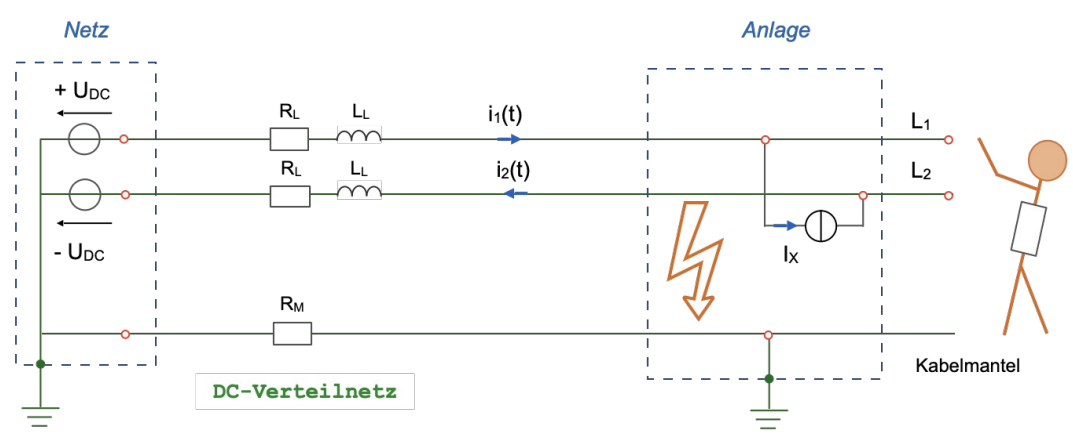 Netz
Anlage
+ UDC
RL
LL
i1(t)
L1
RL
LL
i2(t)
L2
- UDC
IX
RM
Kabelmantel
DC-Verteilnetz